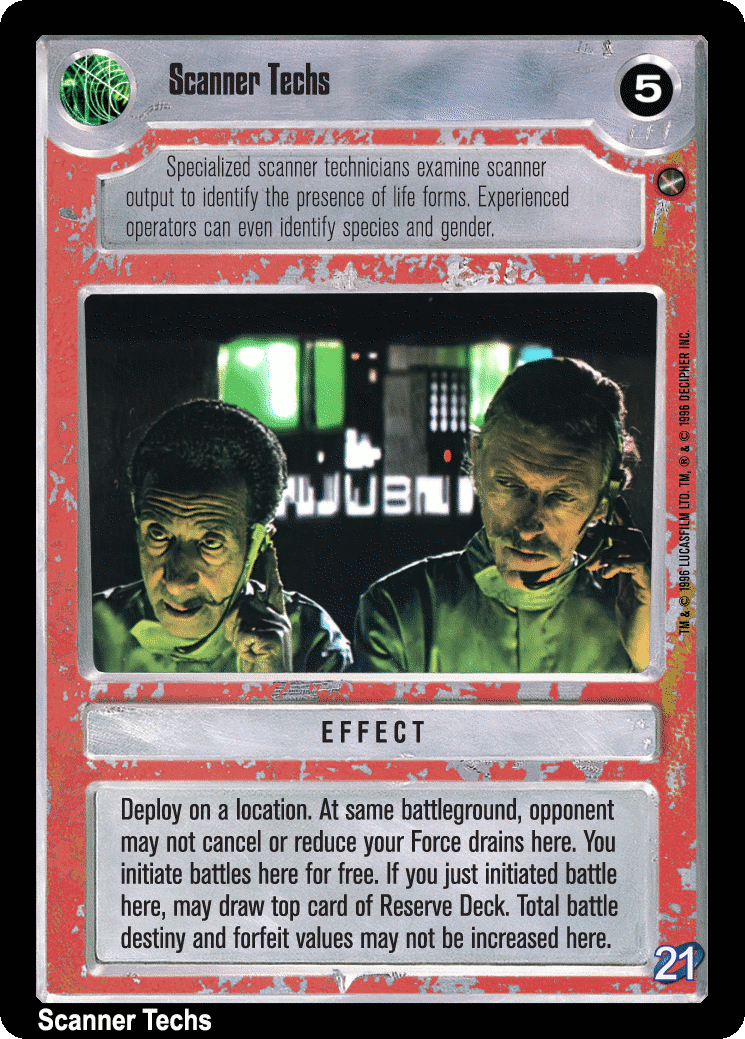 Scanner Techs
5
Specialized scanner technicians examine scanner
output to identify the presence of life forms. Experienced
operators can even identify species and gender.
TM & © 1996 LUCASFILM LTD. TM, ® & © 1996 DECIPHER INC.
EFFECT
Deploy on a location. At same battleground, opponent
may not cancel or reduce your Force drains here. You
initiate battles here for free. If you just initiated battle
here, may draw top card of Reserve Deck. Total battle
destiny and forfeit values may not be increased here.
21
Scanner Techs